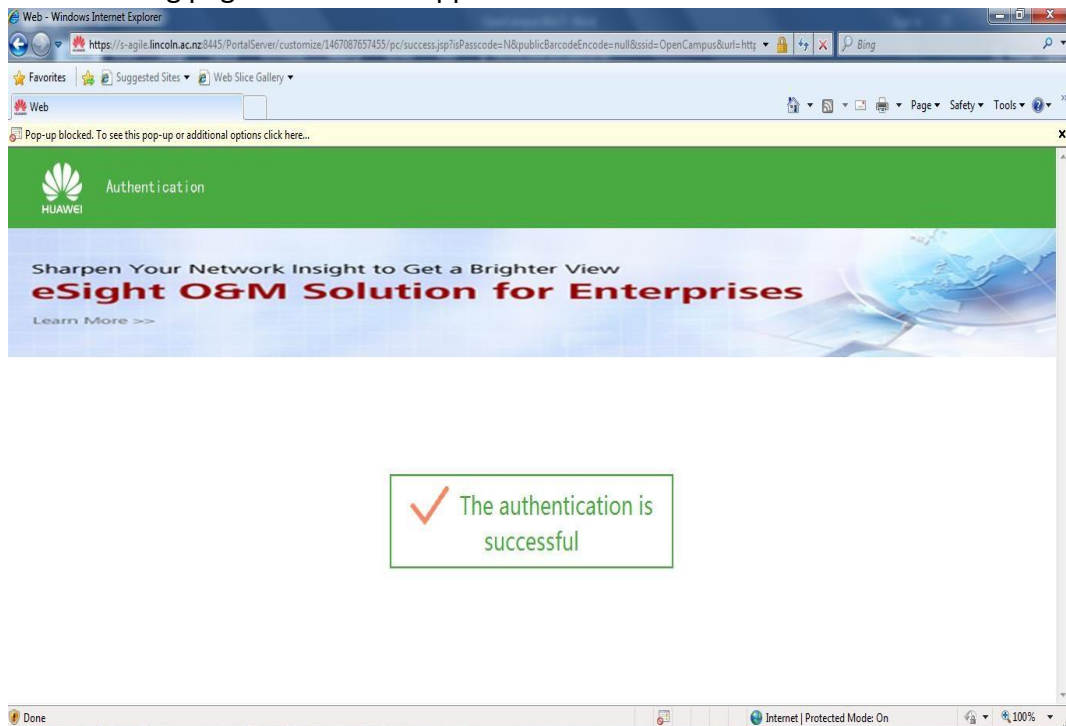 Web - Windows Internet Explorer
https://s-agile.lincoln.ac.nz:8445/PortalServer/customize/1467087657455/pc/success.jsp?isPasscode=N&publicBarcodeEncode=null&ssid=OpenCampus&url=http
Bing
Favorites Suggested Sites Web Slice Gallery
Web
Page Safety Tools
Pop-up blocked. To see this pop-up or additional options click here...
HUAWEI
Authentication
Sharpen Your Network Insight to Get a Brighter View
eSight O&M Solution for Enterprises
Learn More >>
The authentication is
successful
Done
Internet | Protected Mode: On
100%